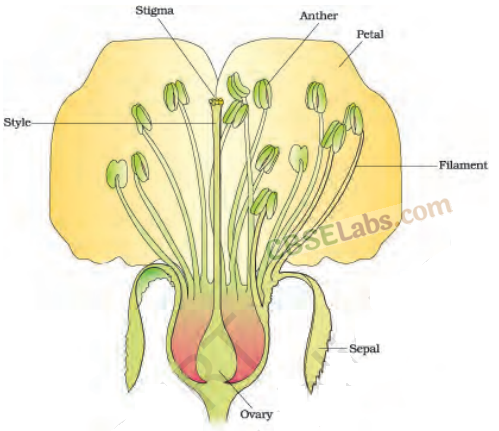 Stigma
Anther
Petal
Style
Filament
CBSELabs.com
Sepal
Ovary